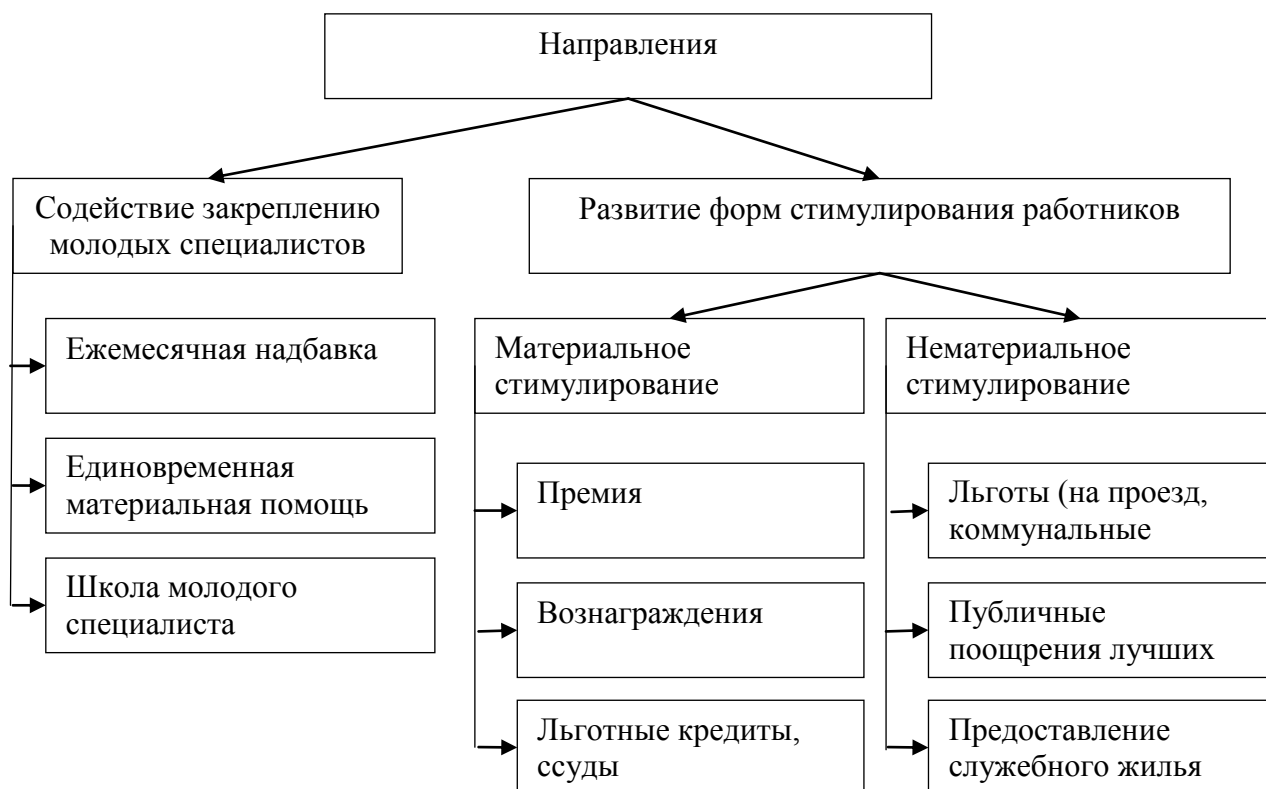 Направления
Содействие закреплению
молодых специалистов
Развитие форм стимулирования работников
Ежемесячная надбавка
Единовременная
материальная помощь
Школа молодого
специалиста
Материальное
стимулирование
Премия
Вознаграждения
Льготные кредиты,
ссуды
Нематериальное
стимулирование
Льготы (на проезд,
коммунальные
Публичные
поощрения лучших
Предоставление
служебного жилья